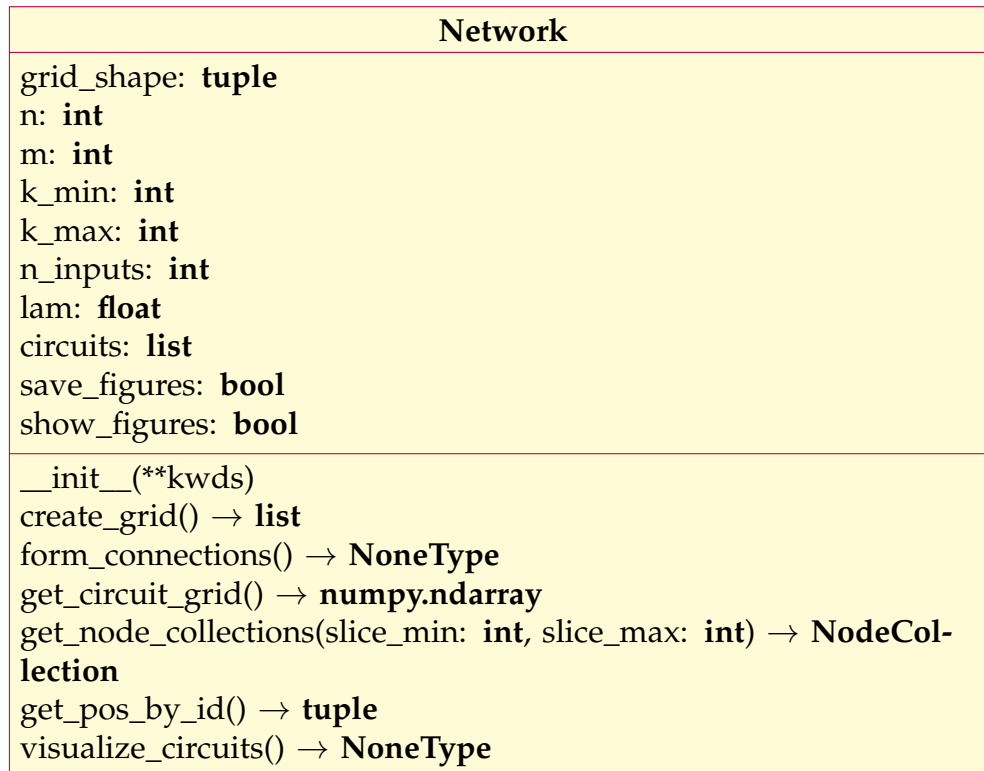 Network
grid_shape: tuple
n: int
m: int
k_min: int
k_max: int
n_inputs: int
lam: float
circuits: list
save_figures: bool
show_figures: bool
__init__(**kwds)
create_grid() → list
form_connections() → NoneType
get_circuit_grid() → numpy.ndarray
get_node_collections(slice_min: int, slice_max: int) → NodeCol-
lection
get_pos_by_id() → tuple
visualize_circuits() → NoneType